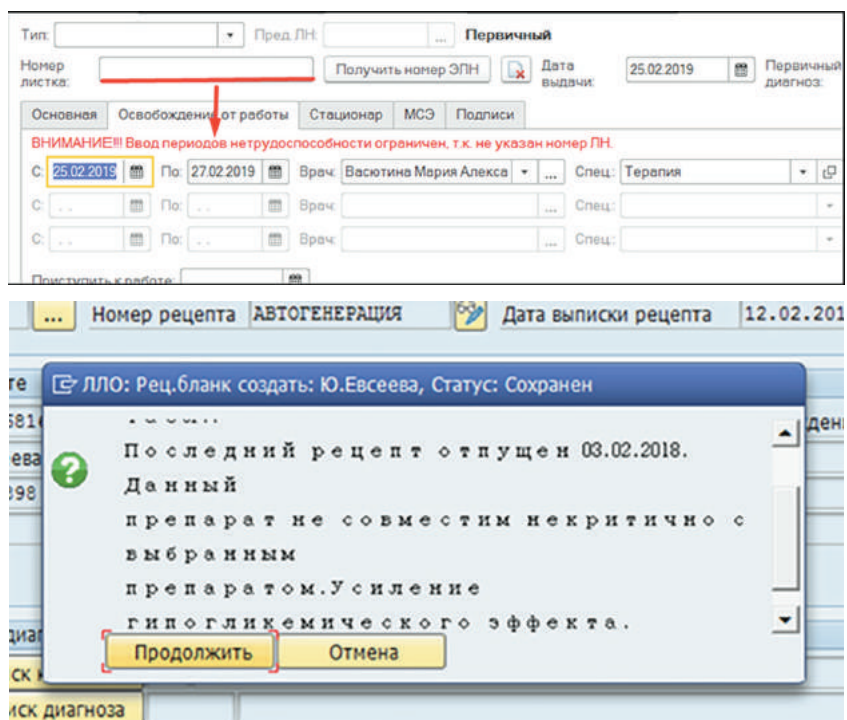 Тип: Пред.ЛН: ... Первичный
Номер листка: Получить номер ЭЛН Дата выдачи: 25.02.2019 Первичный диагноз:
Основная Освобождение от работы Стационар МСЭ Подписи
ВНИМАНИЕ!!! Ввод периодов нетрудоспособности ограничен, т.к. не указан номер ЛН.
С: 25.02.2019 По: 27.02.2019 Врач: Васютина Мария Алекса ... Спец.: Терапия
С: . . По: . . Врач: ... Спец.:
С: . . По: . . Врач: ... Спец.:
Приступить к работе:
... Номер рецепта АВТОГЕНЕРАЦИЯ Дата выписки рецепта 12.02.201
ЛЛО: Рец.бланк создать: Ю.Евсеева, Статус: Сохранен
Последний рецепт отпущен 03.02.2018.
Данный
препарат не совместим некритично с
выбранным
препаратом.Усиление
гипогликемического эффекта.
Продолжить Отмена
иск диагноза